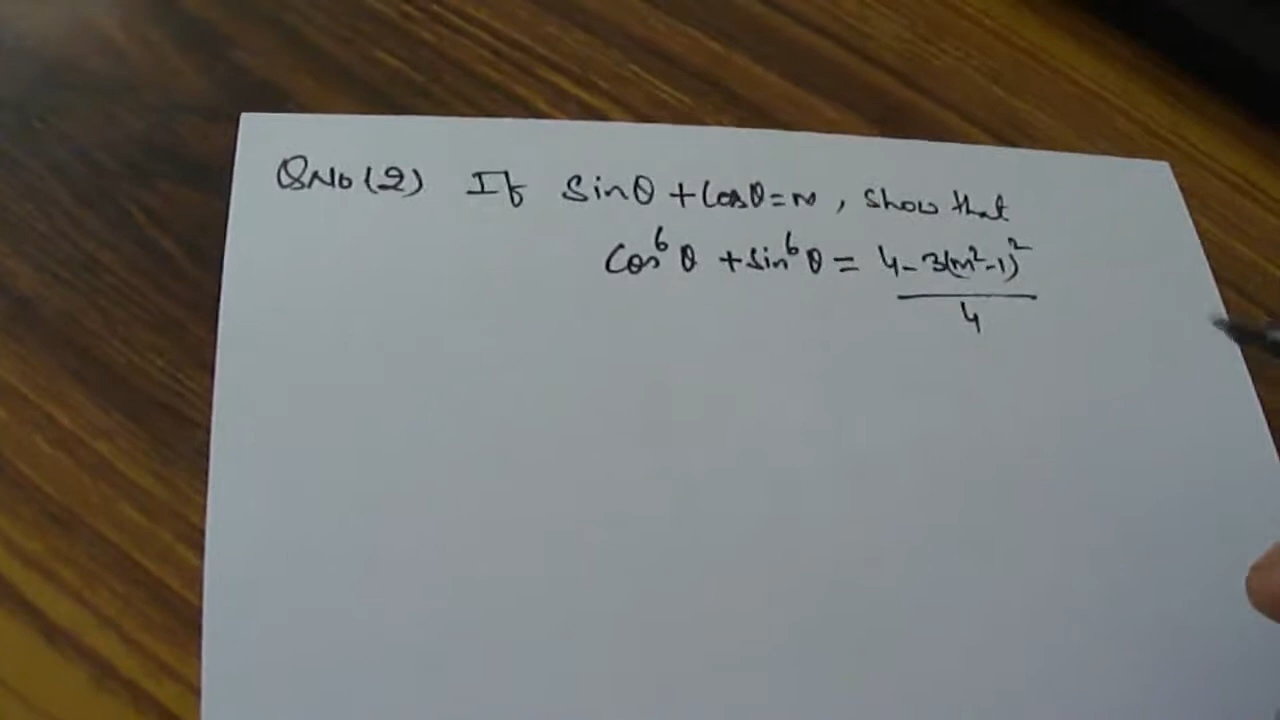 QNo (2) If sinθ + cosθ = m, show that
cos⁶θ + sin⁶θ = 4 - 3(m² - 1)²
4